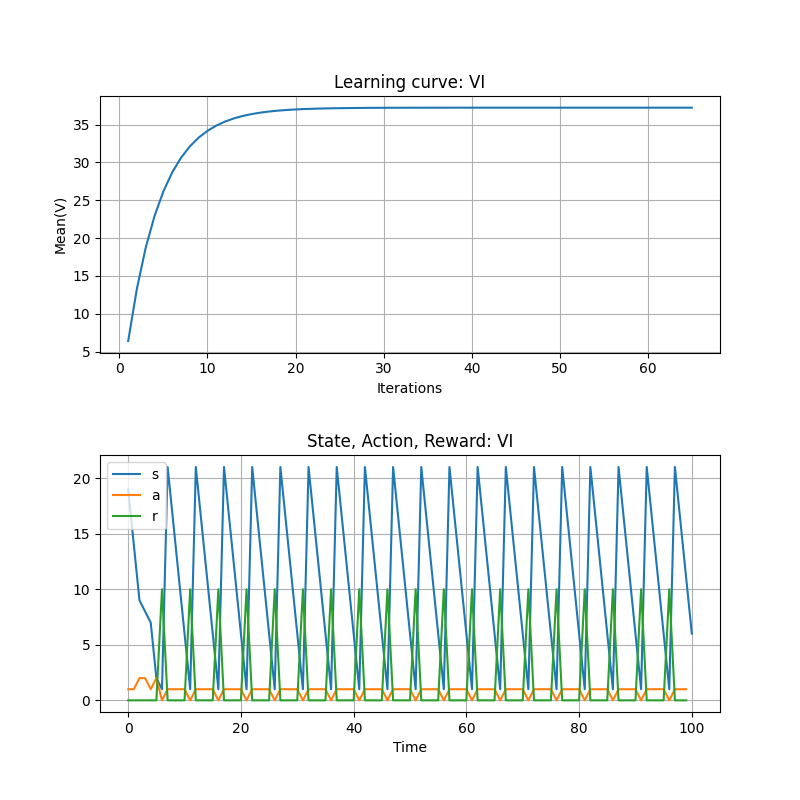 Learning curve: VI
35
30
25
20
15
10
5
Mean(V)
0 10 20 30 40 50 60
Iterations
State, Action, Reward: VI
s
a
r
20
15
10
5
0
0 20 40 60 80 100
Time